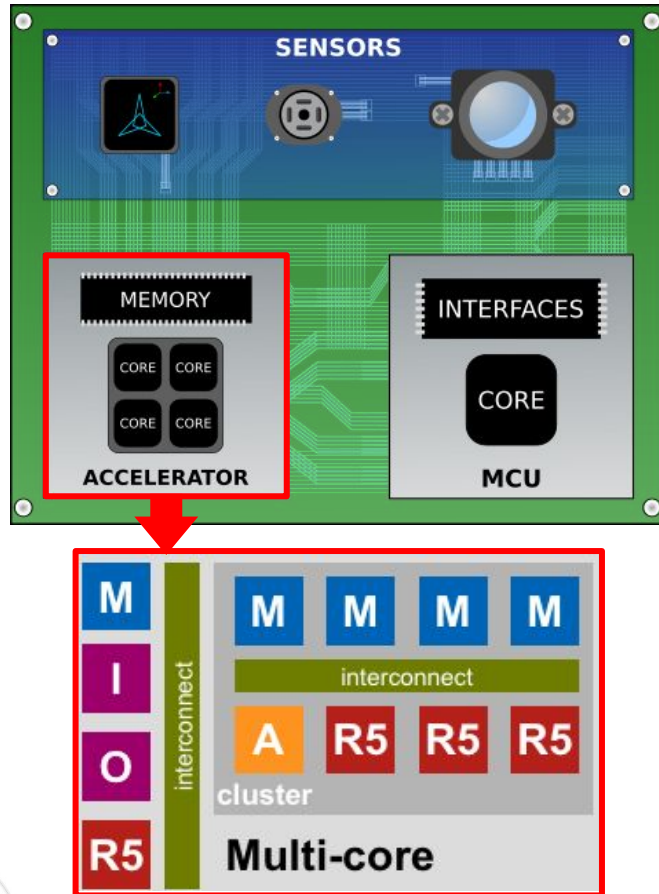 SENSORS
MEMORY
CORE CORE
CORE CORE
ACCELERATOR
INTERFACES
CORE
MCU
M
I
O
R5
interconnect
M M M M
interconnect
A R5 R5 R5
cluster
Multi-core